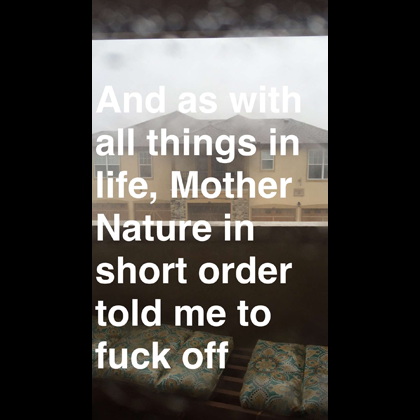 And as with
all things in
life, Mother
Nature in
short order
told me to
fuck off